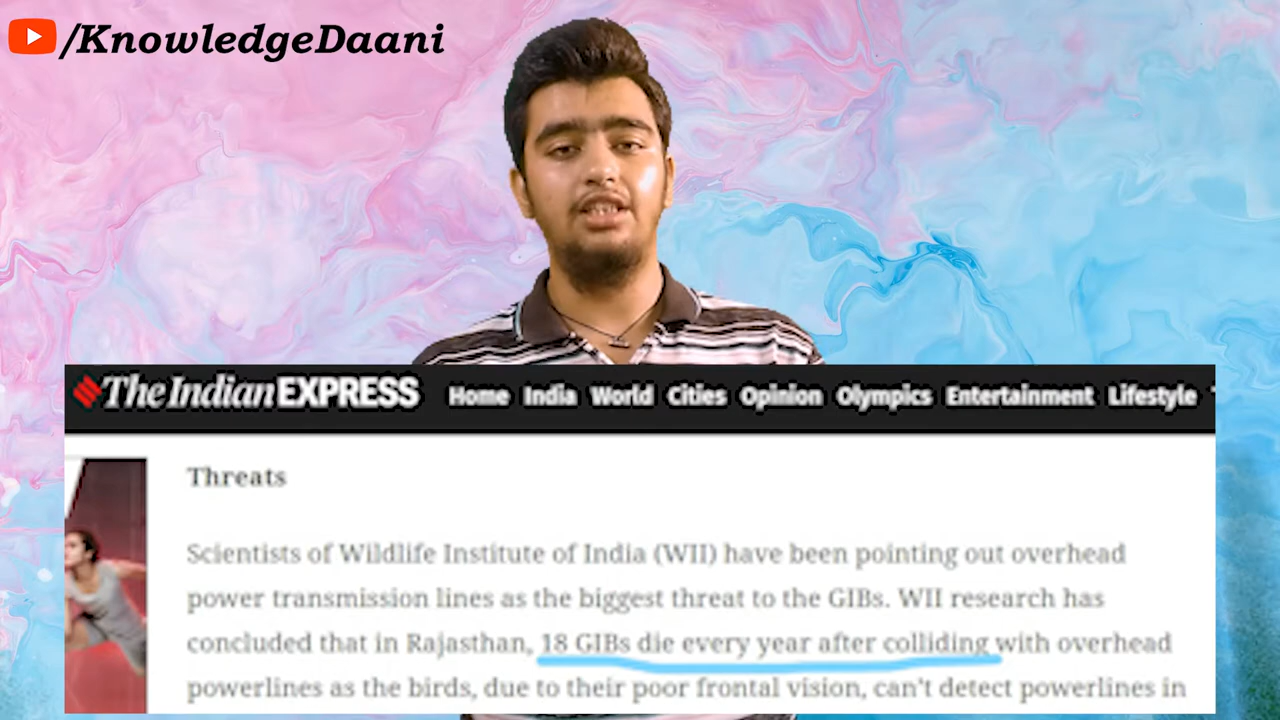 /KnowledgeDaani
The Indian EXPRESS Home India World Cities Opinion Olympics Entertainment Lifestyle
Threats
Scientists of Wildlife Institute of India (WII) have been pointing out overhead
power transmission lines as the biggest threat to the GIBs. WII research has
concluded that in Rajasthan, 18 GIBs die every year after colliding with overhead
powerlines as the birds, due to their poor frontal vision, can't detect powerlines in